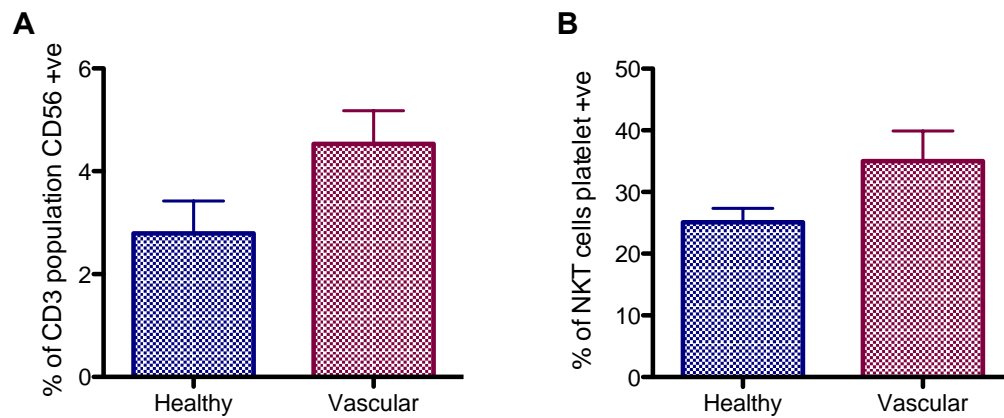 A
% of CD3 population CD56 +ve
6
4
2
0
Healthy
Vascular
B
% of NKT cells platelet +ve
50
40
30
20
10
0
Healthy
Vascular